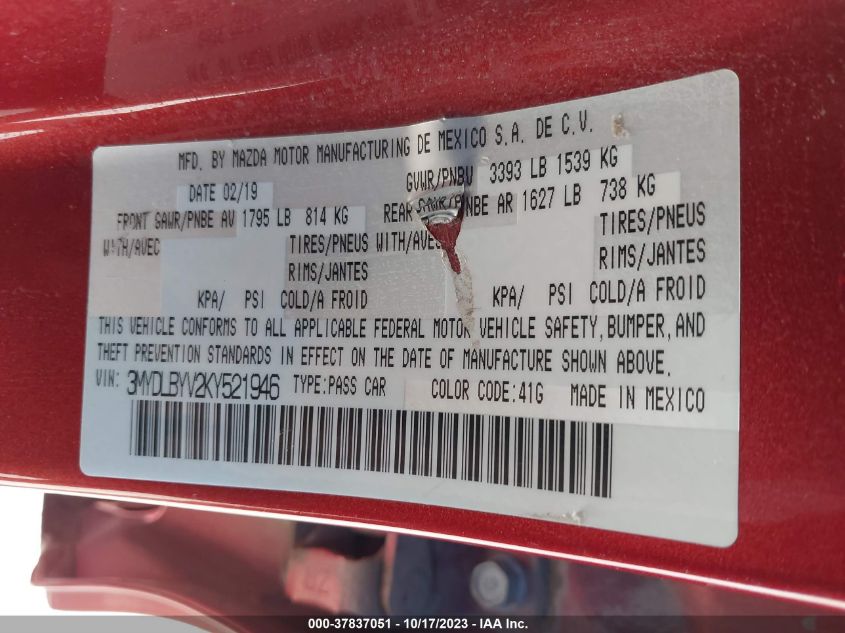 MFD. BY MAZDA MOTOR MANUFACTURING DE MEXICO S.A. DE C.V.
DATE 02/19 GVWR/PNBV 3393 LB 1539 KG
FRONT GAWR/PNBE AV 1795 LB 814 KG REAR GAWR/PNBE AR 1627 LB 738 KG
WITH/AVEC TIRES/PNEUS WITH/AVEC TIRES/PNEUS
RIMS/JANTES RIMS/JANTES
KPA/ PSI COLD/A FROID KPA/ PSI COLD/A FROID
THIS VEHICLE CONFORMS TO ALL APPLICABLE FEDERAL MOTOR VEHICLE SAFETY, BUMPER, AND
THEFT PREVENTION STANDARDS IN EFFECT ON THE DATE OF MANUFACTURE SHOWN ABOVE.
VIN: 3MYDLBYV2KY521946 TYPE:PASS CAR COLOR CODE:41G MADE IN MEXICO
000-37837051 - 10/17/2023 - IAA Inc.